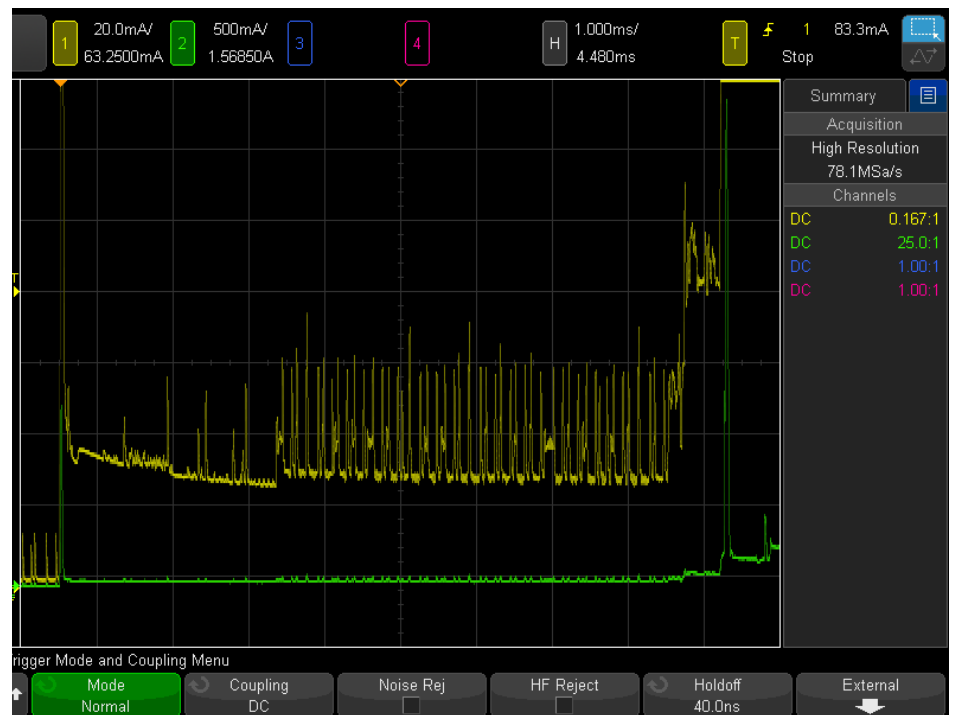 1 20.0mA/ 2 500mA/ 3 4 H 1.000ms/ T 1 83.3mA
63.2500mA 1.56850A 4.480ms Stop
Summary
Acquisition
High Resolution
78.1MSa/s
Channels
DC 0.167:1
DC 25.0:1
DC 1.00:1
DC 1.00:1
T
rigger Mode and Coupling Menu
Mode Coupling Noise Rej HF Reject Holdoff External
Normal DC 40.0ns